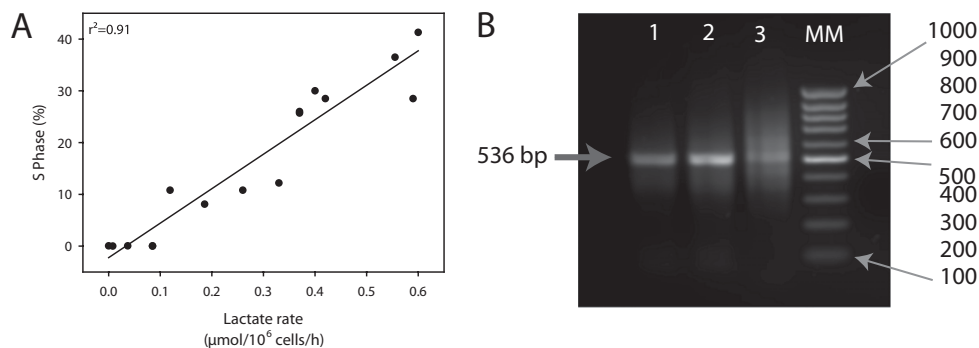 A
r²=0.91
40
30
20
10
0
S Phase (%)
0.0 0.1 0.2 0.3 0.4 0.5 0.6
Lactate rate
(µmol/10⁶ cells/h)
B
1 2 3 MM
536 bp
1000
900
800
700
600
500
400
300
200
100